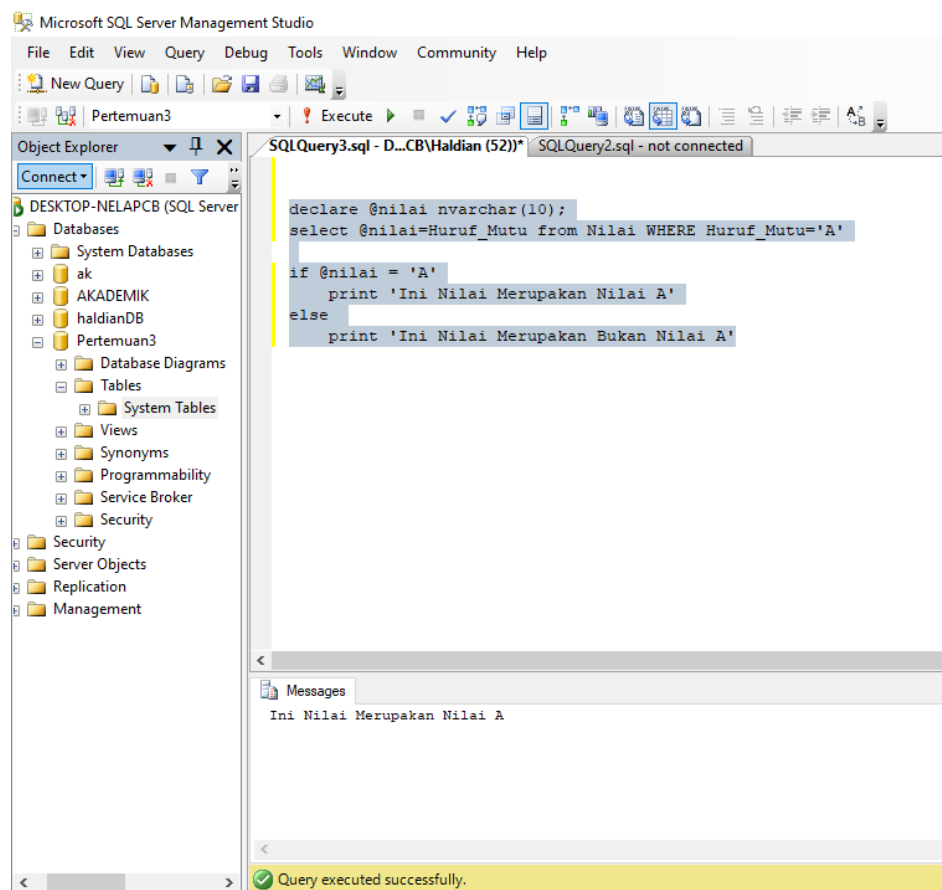 Microsoft SQL Server Management Studio
File Edit View Query Debug Tools Window Community Help
New Query
Pertemuan3 Execute
Object Explorer
Connect
DESKTOP-NELAPCB (SQL Server
Databases
System Databases
ak
AKADEMIK
haldianDB
Pertemuan3
Database Diagrams
Tables
System Tables
Views
Synonyms
Programmability
Service Broker
Security
Security
Server Objects
Replication
Management
SQLQuery3.sql - D...CB\Haldian (52))* SQLQuery2.sql - not connected
declare @nilai nvarchar(10);
select @nilai=Huruf_Mutu from Nilai WHERE Huruf_Mutu='A'
if @nilai = 'A'
print 'Ini Nilai Merupakan Nilai A'
else
print 'Ini Nilai Merupakan Bukan Nilai A'
Messages
Ini Nilai Merupakan Nilai A
Query executed successfully.